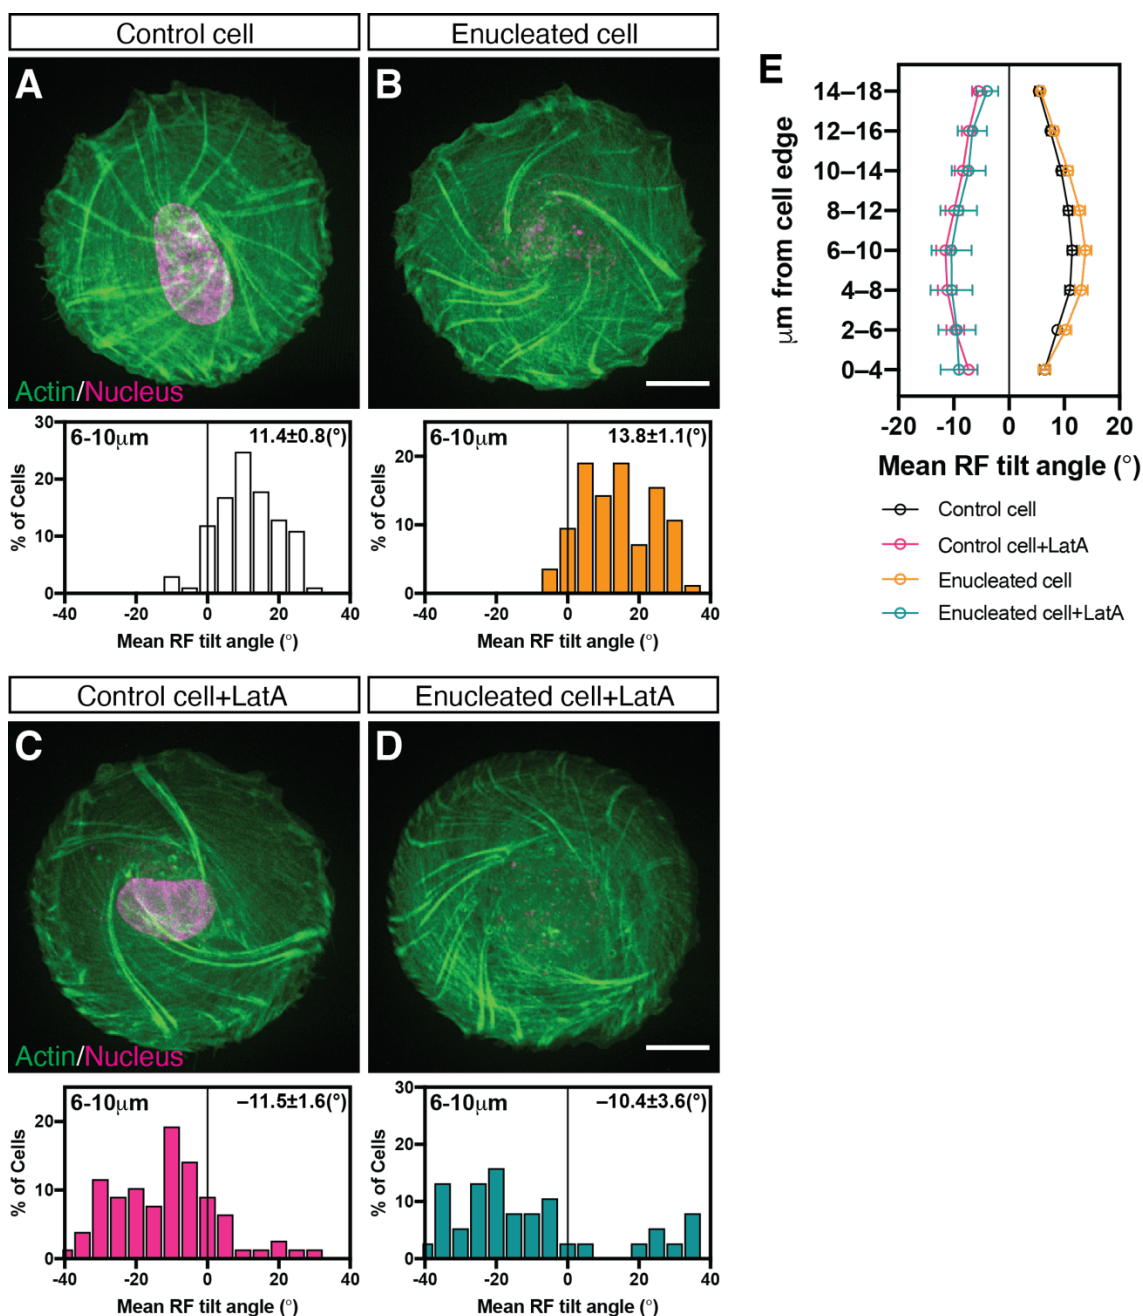 Control cell
Enucleated cell
A
B
Actin/Nucleus
6-10μm
11.4±0.8(°)
% of Cells
30
20
10
0
-40
-20
0
20
40
Mean RF tilt angle (°)
6-10μm
13.8±1.1(°)
% of Cells
20
10
0
-40
-20
0
20
40
Mean RF tilt angle (°)
Control cell+LatA
Enucleated cell+LatA
C
D
Actin/Nucleus
6-10μm
–11.5±1.6(°)
% of Cells
20
10
0
-40
-20
0
20
40
Mean RF tilt angle (°)
6-10μm
–10.4±3.6(°)
% of Cells
30
20
10
0
-40
-20
0
20
40
Mean RF tilt angle (°)
E
μm from cell edge
14–18
12–16
10–14
8–12
6–10
4–8
2–6
0–4
-20
-10
0
10
20
Mean RF tilt angle (°)
Control cell
Control cell+LatA
Enucleated cell
Enucleated cell+LatA